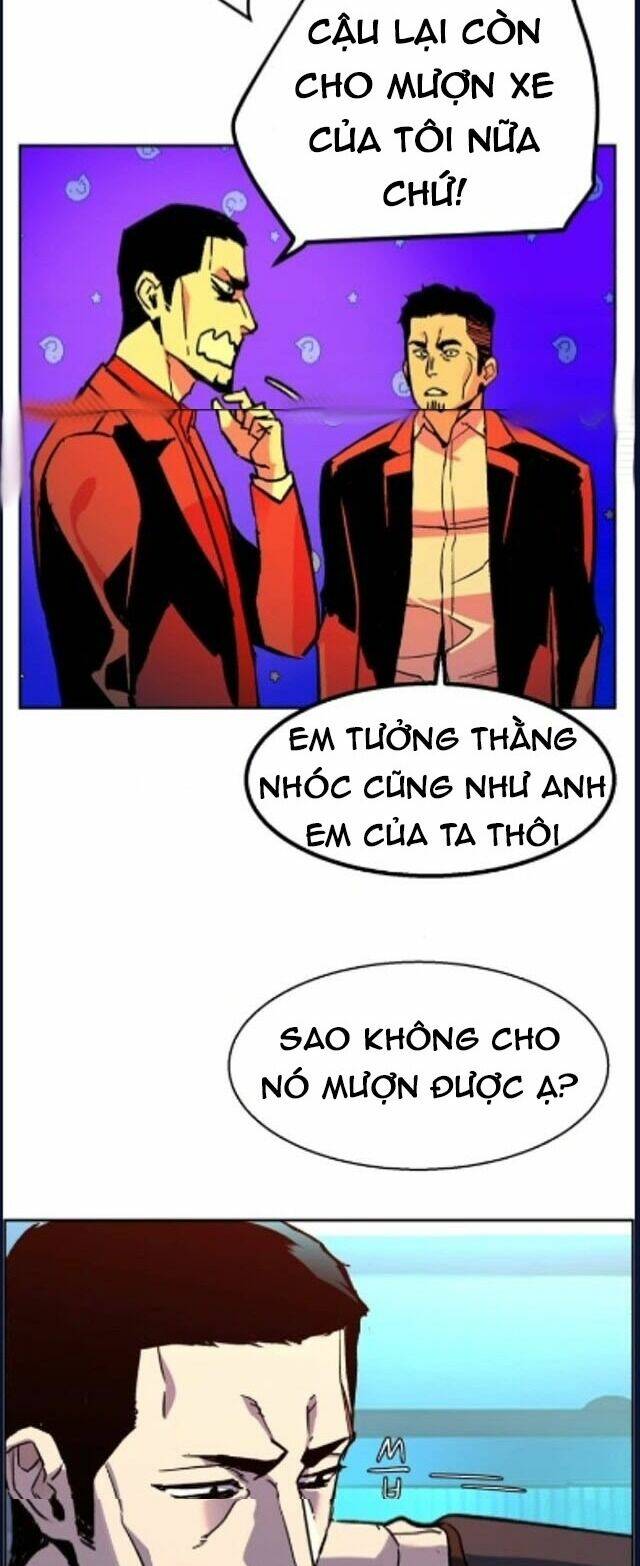 CẬU LẠI CÒN
CHO MƯỢN XE
CỦA TÔI NỮA
CHỨ!
EM TƯỞNG THẰNG
NHÓC CŨNG NHƯ ANH
EM CỦA TA THÔI
SAO KHÔNG CHO
NÓ MƯỢN ĐƯỢC Ạ?